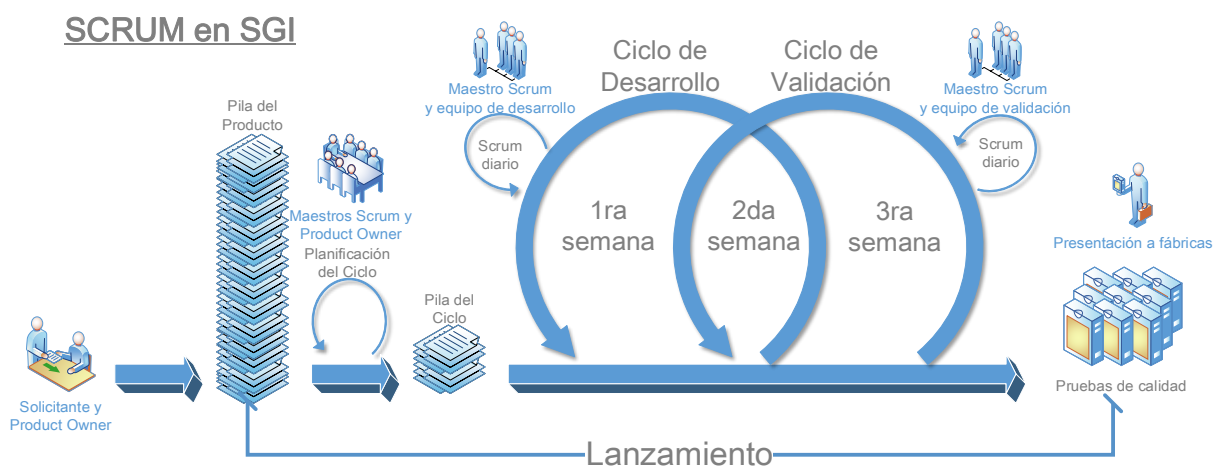 SCRUM en SGI
Pila del
Producto
Maestros Scrum y
Product Owner
Planificación
del Ciclo
Pila del
Ciclo
Solicitante y
Product Owner
Maestro Scrum
y equipo de desarrollo
Scrum
diario
Ciclo de
Desarrollo
Ciclo de
Validación
Maestro Scrum
y equipo de validación
Scrum
diario
1ra
semana
2da
semana
3ra
semana
Presentación a fábricas
Pruebas de calidad
Lanzamiento